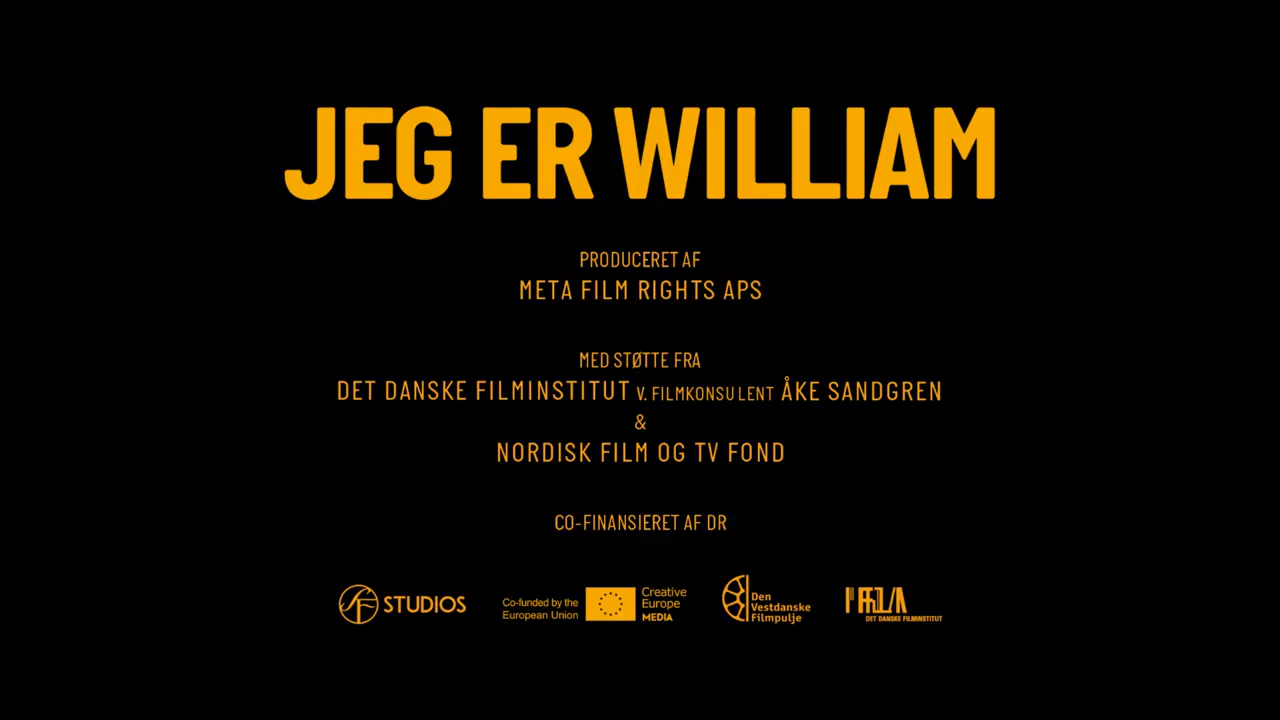 JEG ER WILLIAM
PRODUCERET AF
META FILM RIGHTS APS
MED STØTTE FRA
DET DANSKE FILMINSTITUT V. FILMKONSULENT ÅKE SANDGREN
&
NORDISK FILM OG TV FOND
CO-FINANSIERET AF DR
SF STUDIOS
Co-funded by the
European Union
Creative
Europe
MEDIA
Den
Vestdanske
Filmpulje
DET DANSKE FILMINSTITUT